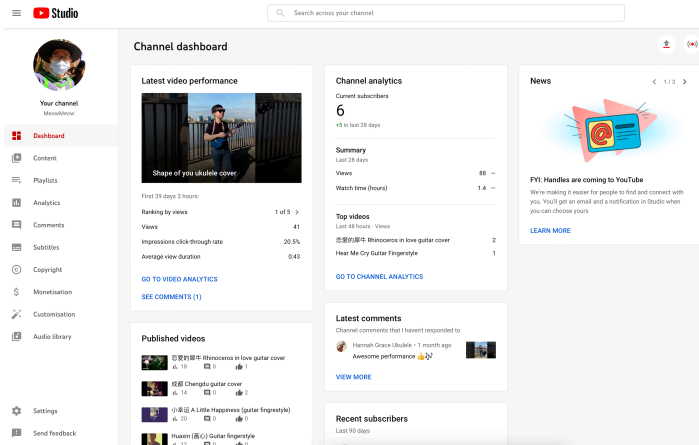 Studio
Search across your channel
Channel dashboard
Your channel
MeowMeow
Dashboard
Content
Playlists
Analytics
Comments
Subtitles
Copyright
Monetisation
Customisation
Audio library
Settings
Send feedback
Latest video performance
Shape of you ukulele cover
First 39 days 3 hours:
Ranking by views 1 of 5
Views 41
Impressions click-through rate 20.5%
Average view duration 0:43
GO TO VIDEO ANALYTICS
SEE COMMENTS (1)
Published videos
恋爱的犀牛 Rhinoceros in love guitar cover
18 0 1
成都 Chengdu guitar cover
14 0 2
小幸运 A Little Happiness (guitar fingrestyle)
20 0 0
Huaxin (画心) Guitar fingerstyle
12 0 0
Channel analytics
Current subscribers
6
+5 in last 28 days
Summary
Last 28 days
Views 88 —
Watch time (hours) 1.4 —
Top videos
Last 48 hours · Views
恋爱的犀牛 Rhinoceros in love guitar cover 2
Hear Me Cry Guitar Fingerstyle 1
GO TO CHANNEL ANALYTICS
Latest comments
Channel comments that I haven't responded to
Hannah Grace Ukulele • 1 month ago
Awesome performance 👍🎶
VIEW MORE
Recent subscribers
Last 90 days
News
1 / 3
FYI: Handles are coming to YouTube
We're making it easier for people to find and connect with
you. You'll get an email and a notification in Studio when
you can choose yours
LEARN MORE